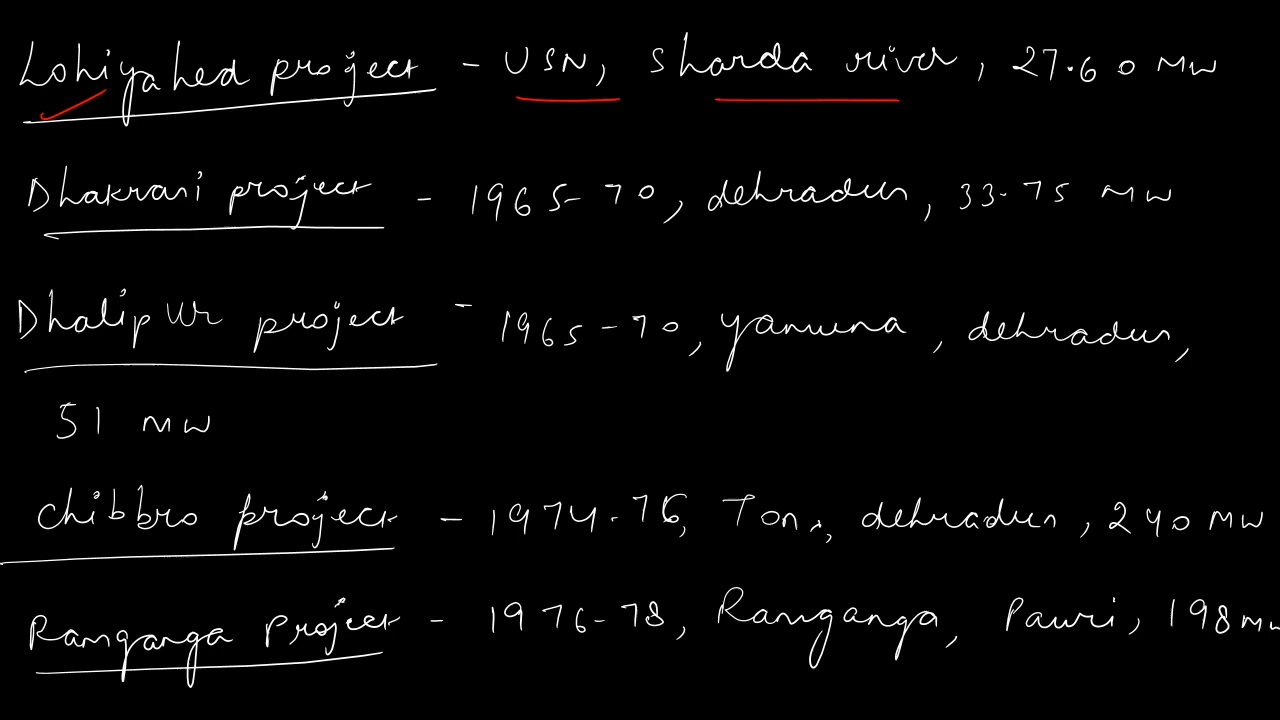 Lohiyahed project - USN, Sharda river, 27.60 MW
Dhakrani project - 1965-70, dehradun, 33.75 MW
Dhalipur project - 1965-70, yamuna, dehradun,
51 MW
Chibbro project - 1974-76, Tons, dehradun, 240 MW
Ramganga Project - 1976-78, Ramganga, Pauri, 198 MW